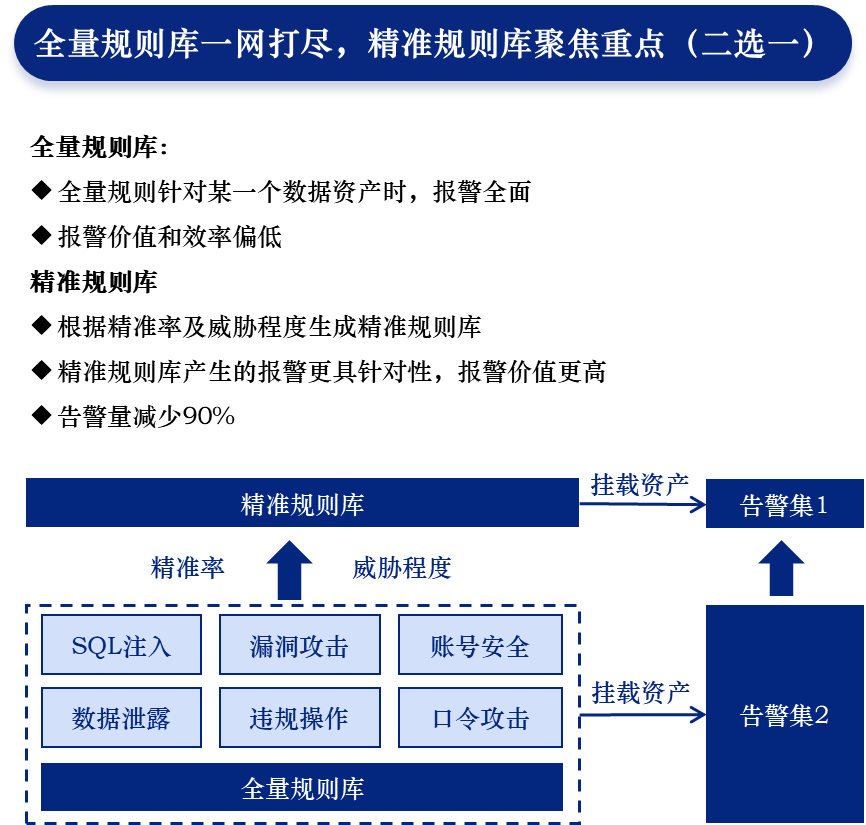 全量规则库一网打尽，精准规则库聚焦重点（二选一）
全量规则库：
◆ 全量规则针对某一个数据资产时，报警全面
◆ 报警价值和效率偏低
精准规则库
◆ 根据精准率及威胁程度生成精准规则库
◆ 精准规则库产生的报警更具针对性，报警价值更高
◆ 告警量减少90%
精准规则库
挂载资产
告警集1
精准率
威胁程度
SQL注入
漏洞攻击
账号安全
数据泄露
违规操作
口令攻击
全量规则库
挂载资产
告警集2